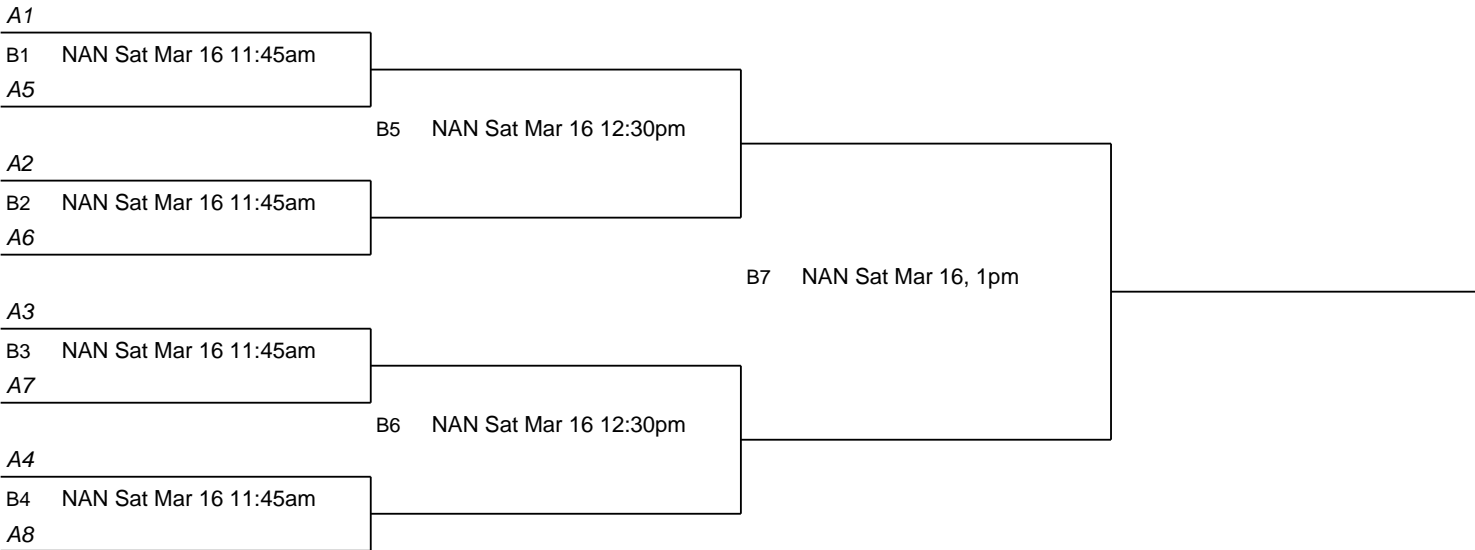 A1
B1 NAN Sat Mar 16 11:45am
A5
B5 NAN Sat Mar 16 12:30pm
A2
B2 NAN Sat Mar 16 11:45am
A6
B7 NAN Sat Mar 16, 1pm
A3
B3 NAN Sat Mar 16 11:45am
A7
B6 NAN Sat Mar 16 12:30pm
A4
B4 NAN Sat Mar 16 11:45am
A8